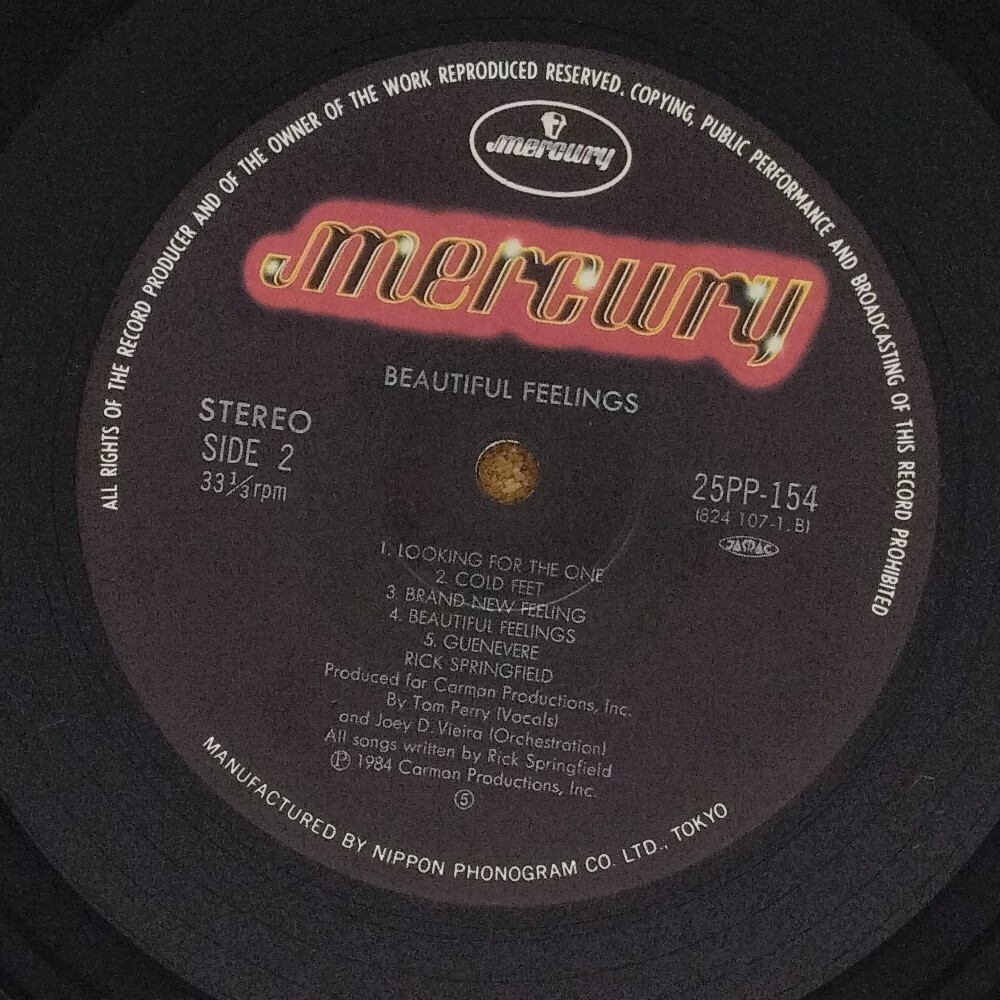 ALL RIGHTS OF THE RECORD PRODUCER AND OF THE OWNER OF THE WORK REPRODUCED RESERVED. COPYING, PUBLIC PERFORMANCE AND BROADCASTING OF THIS RECORD PROHIBITED
mercury
mercury
BEAUTIFUL FEELINGS
STEREO
SIDE 2
33⅓rpm
25PP-154
(824 107-1.B)
JASRAC
1. LOOKING FOR THE ONE
2. COLD FEET
3. BRAND NEW FEELING
4. BEAUTIFUL FEELINGS
5. GUENEVERE
RICK SPRINGFIELD
Produced for Carman Productions, Inc.
By Tom Perry (Vocals)
and Joey D. Vieira (Orchestration)
All songs written by Rick Springfield
Ⓟ 1984 Carman Productions, Inc.
⑤
MANUFACTURED BY NIPPON PHONOGRAM CO. LTD., TOKYO